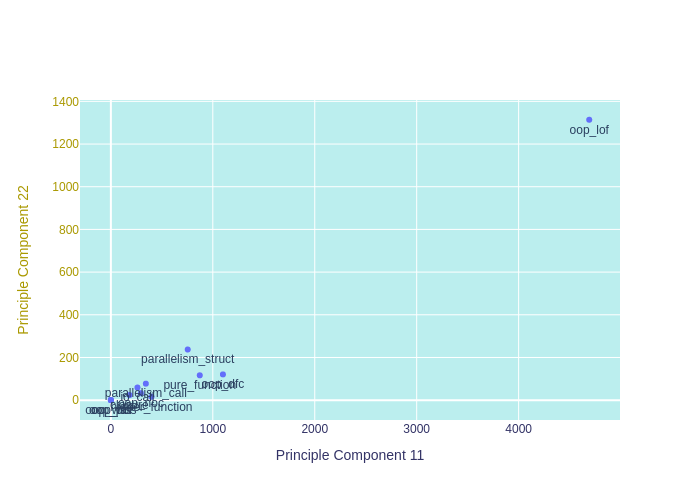 1400
1200
1000
800
600
400
200
0
Principle Component 22
oop_lof
parallelism_struct
pure_function
oop_dfc
parallelism_call
0
1000
2000
3000
4000
Principle Component 11